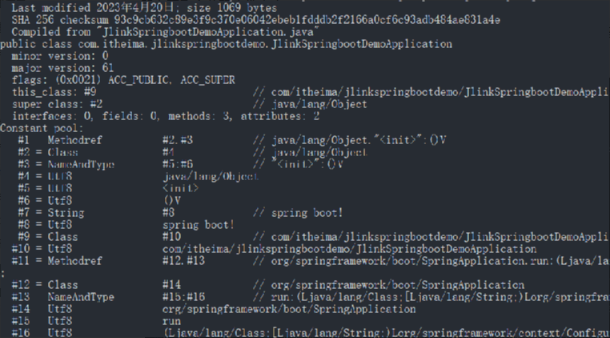 Last modified 2023年4月20日; size 1069 bytes
SHA 256 checksum 93c9cb632c89e3f9c370e06042ebeb1fdddb2f2166a0cf6c93adb484ae831a4e
Compiled from "JlinkSpringbootDemoApplication.java"
public class com.itheima.jlinkspringbootdemo.JlinkSpringbootDemoApplication
minor version: 0
major version: 61
flags: (0x0021) ACC_PUBLIC, ACC_SUPER
this_class: #9 // com/itheima/jlinkspringbootdemo/JlinkSpringbootDemoAppli
super class: #2 // java/lang/Object
interfaces: 0, fields: 0, methods: 3, attributes: 2
Constant pool:
#1 Methodref #2.#3 // java/lang/Object."<init>":()V
#2 = Class #4 // java/lang/Object
#3 = NameAndType #5:#6 // "<init>":()V
#4 = Utf8 java/lang/Object
#5 = Utf8 <init>
#6 = Utf8 ()V
#7 = String #8 // spring boot!
#8 = Utf8 spring boot!
#9 = Class #10 // com/itheima/jlinkspringbootdemo/JlinkSpringbootDemoAppli
#10 = Utf8 com/itheima/jlinkspringbootdemo/JlinkSpringbootDemoApplication
#11 = Methodref #12.#13 // org/springframework/boot/SpringApplication.run:(Ljava/lan
:
#12 = Class #14 // org/springframework/boot/SpringApplication
#13 NameAndType #15:#16 // run:(Ljava/lang/Class;[Ljava/lang/String;)Lorg/springfram
#14 Utf8 org/springframework/boot/SpringApplication
#15 Utf8 run
#16 Utf8 (Ljava/lang/Class;[Ljava/lang/String;)Lorg/springframework/context/Configu